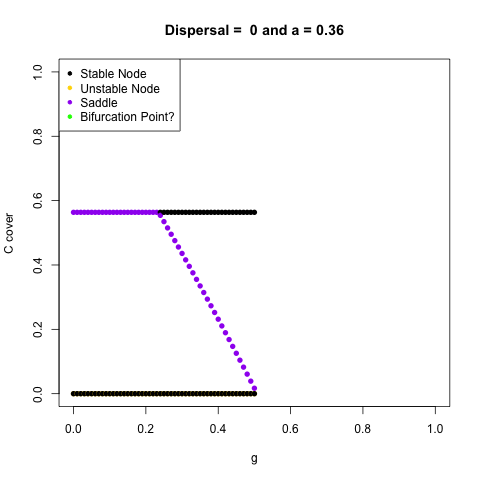 Dispersal =  0 and a = 0.36
Stable Node
Unstable Node
Saddle
Bifurcation Point?
C cover
1.0
0.8
0.6
0.4
0.2
0.0
0.0 0.2 0.4 0.6 0.8 1.0
g